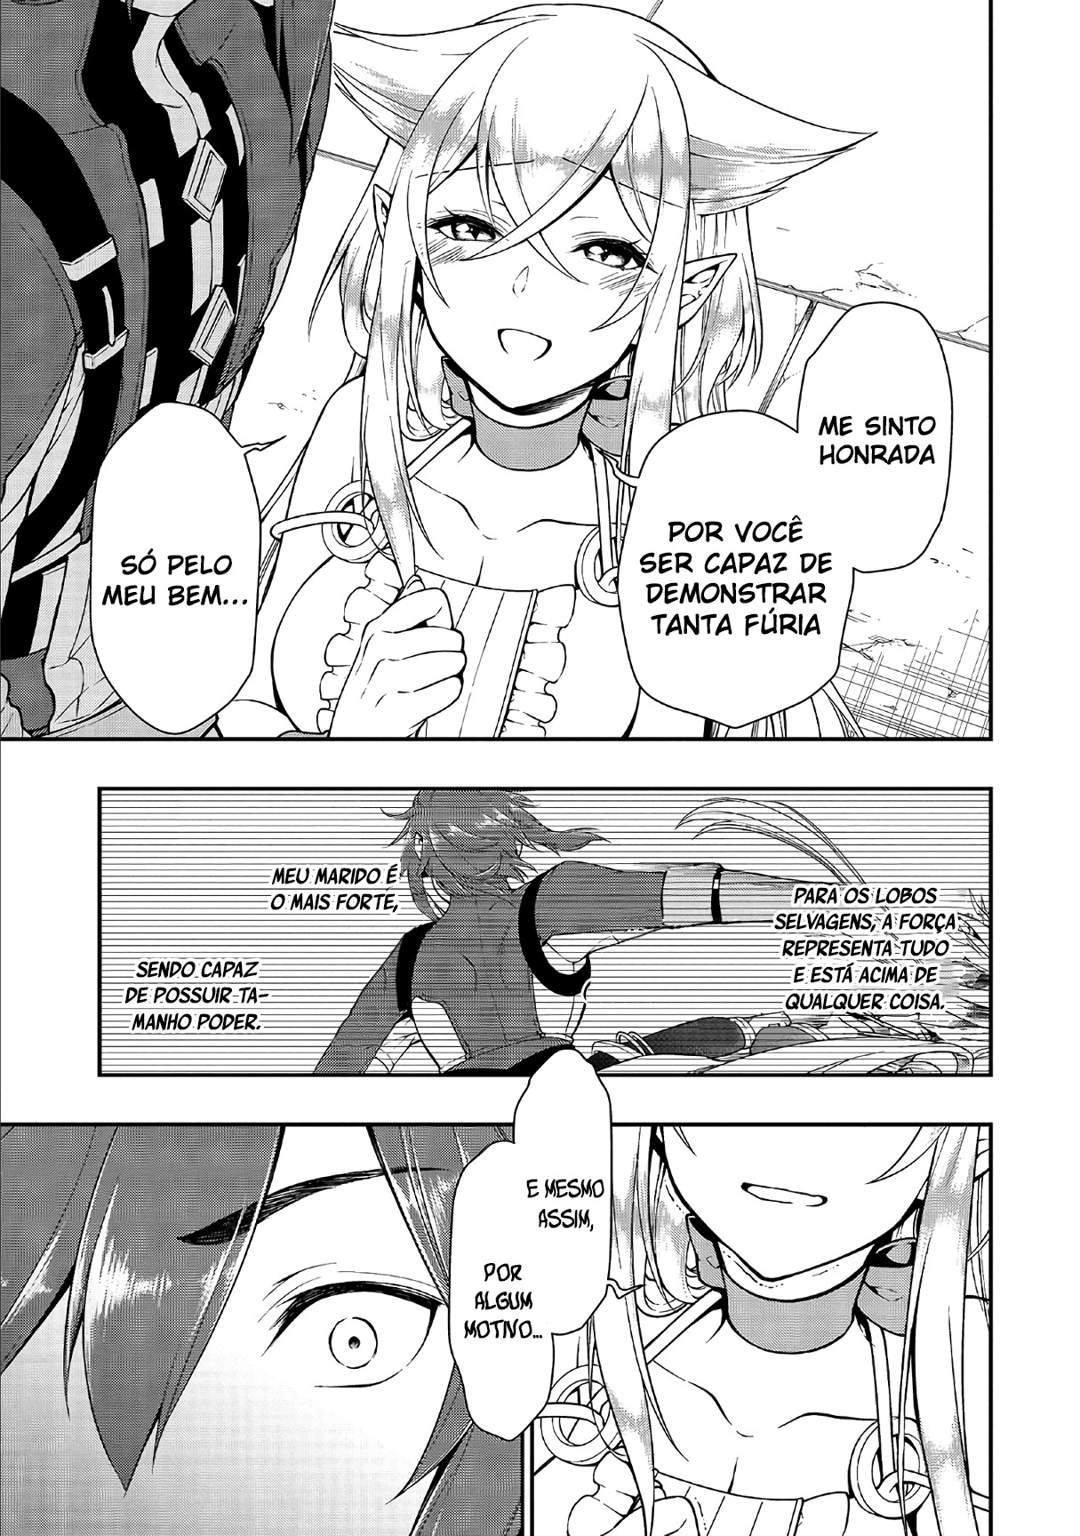 ME SINTO
HONRADA
POR VOCÊ
SER CAPAZ DE
DEMONSTRAR
TANTA FÚRIA
SÓ PELO
MEU BEM...
PARA OS LOBOS
SELVAGENS, A FORÇA
REPRESENTA TUDO
E ESTÁ ACIMA DE
QUALQUER COISA.
MEU MARIDO É
O MAIS FORTE,
SENDO CAPAZ
DE POSSUIR TA-
MANHO PODER.
E MESMO
ASSIM,
POR
ALGUM
MOTIVO...